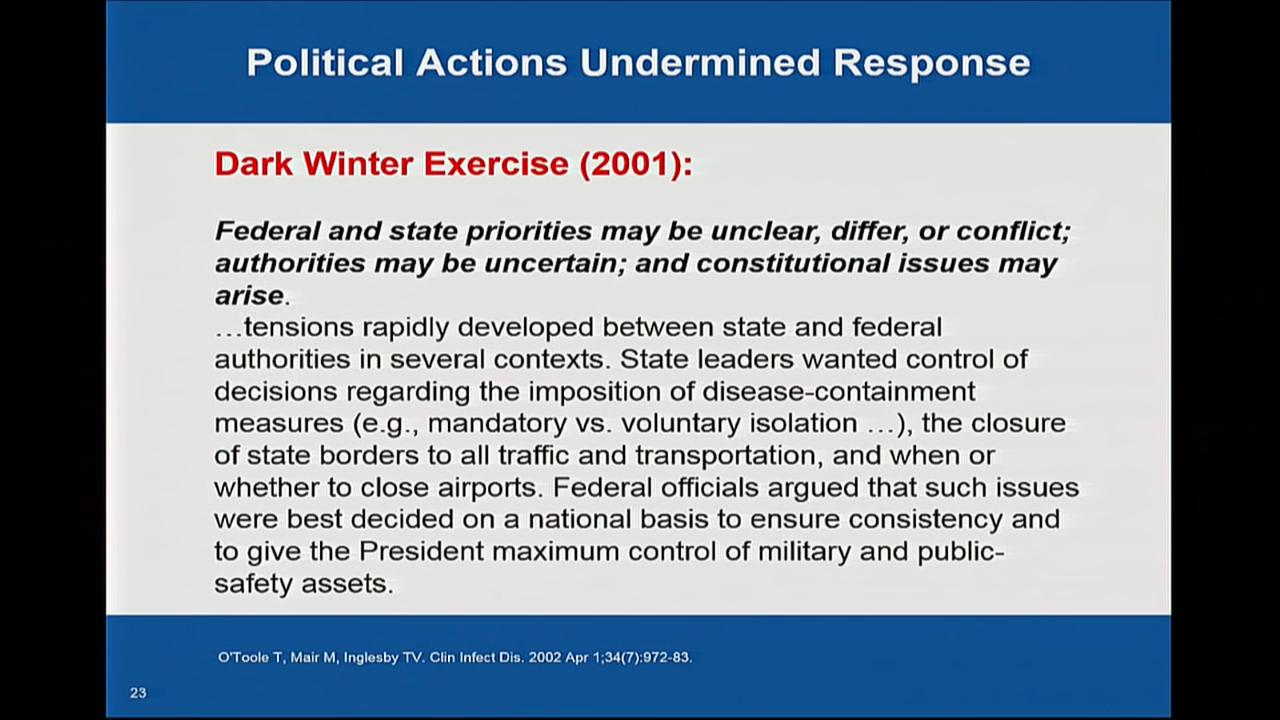 Political Actions Undermined Response
Dark Winter Exercise (2001):
Federal and state priorities may be unclear, differ, or conflict;
authorities may be uncertain; and constitutional issues may
arise.
…tensions rapidly developed between state and federal
authorities in several contexts. State leaders wanted control of
decisions regarding the imposition of disease-containment
measures (e.g., mandatory vs. voluntary isolation …), the closure
of state borders to all traffic and transportation, and when or
whether to close airports. Federal officials argued that such issues
were best decided on a national basis to ensure consistency and
to give the President maximum control of military and public-
safety assets.
O'Toole T, Mair M, Inglesby TV. Clin Infect Dis. 2002 Apr 1;34(7):972-83.
23